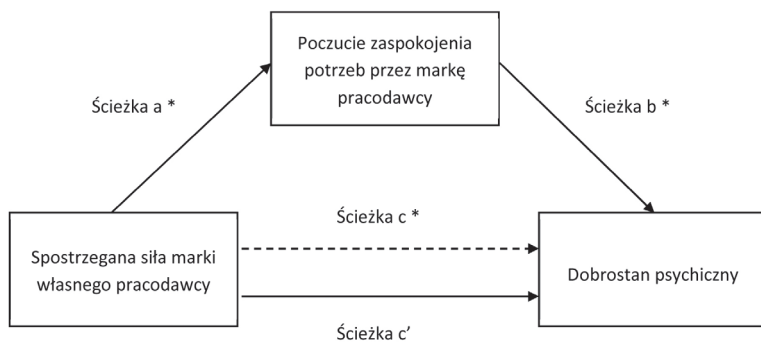 Poczucie zaspokojenia
potrzeb przez markę
pracodawcy
Ścieżka a *
Ścieżka b *
Ścieżka c *
Spostrzegana siła marki
własnego pracodawcy
Dobrostan psychiczny
Ścieżka c’